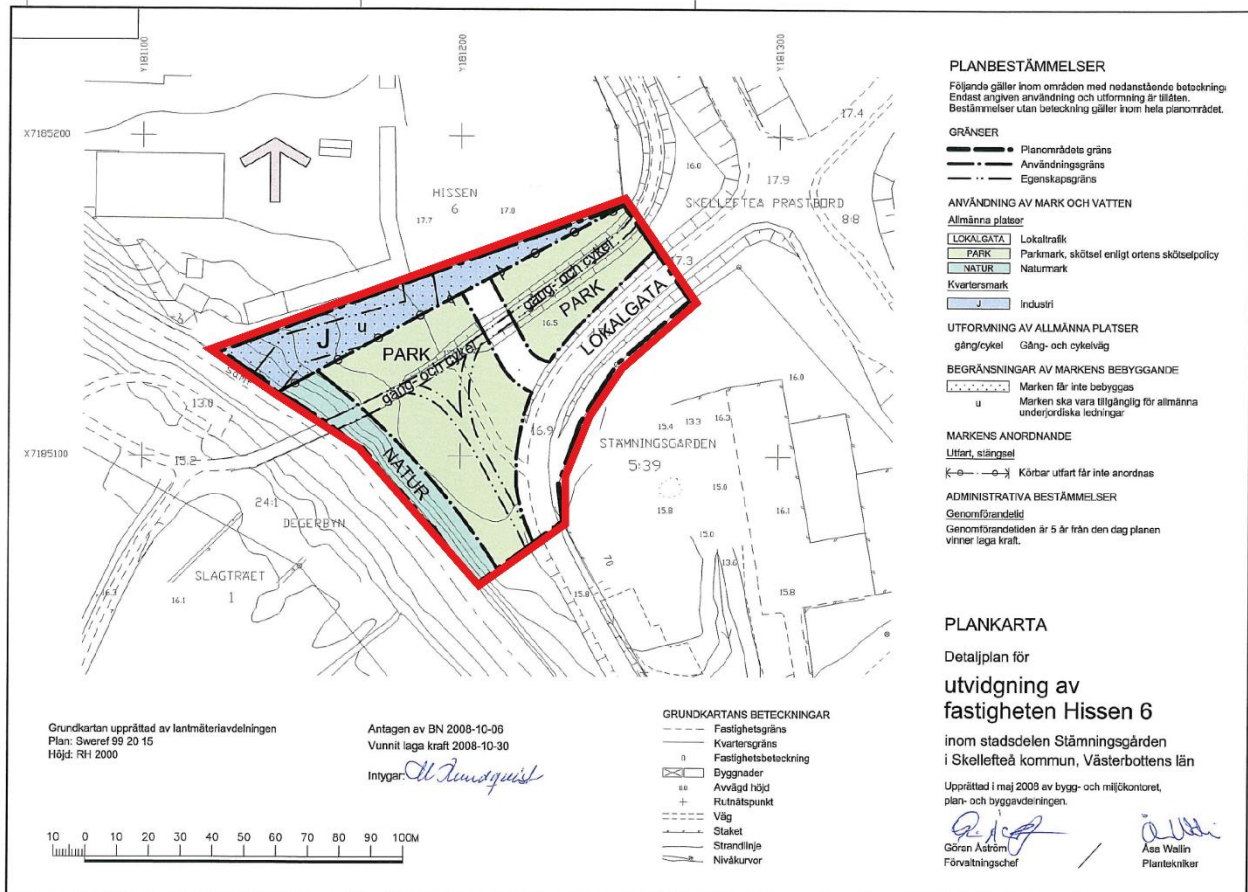 Y181100
Y181200
Y181300
X7185200
X7185100
HISSEN
6
17.7
17.8
16.0
17.4
17.9
SKELLEFTEÅ PRÄSTBORD
8:8
17.3
gång- och cykel
PARK
16.5
LOKALGATA
J
u
PARK
gång- och cykel
NATUR
16.9
13.0
15.2
24:1
DEGERBYN
SLAGTRÄET
1
16.3
16.1
STÄMNINGSGÅRDEN
5:39
15.4
13.3
16.3
16.0
15.0
15.8
16.1
15.0
13.6
15.8
15.8
70
PLANBESTÄMMELSER
Följande gäller inom områden med nedanstående beteckning
Endast angiven användning och utformning är tillåten.
Bestämmelser utan beteckning gäller inom hela planområdet.
GRÄNSER
Planområdets gräns
Användningsgräns
Egenskapsgräns
ANVÄNDNING AV MARK OCH VATTEN
Allmänna platser
LOKALGATA Lokaltrafik
PARK Parkmark, skötsel enligt ortens skötselpolicy
NATUR Naturmark
Kvartersmark
J Industri
UTFORMNING AV ALLMÄNNA PLATSER
gång/cykel Gång- och cykelväg
BEGRÄNSNINGAR AV MARKENS BEBYGGANDE
Marken får inte bebyggas
u Marken ska vara tillgänglig för allmänna
underjordiska ledningar
MARKENS ANORDNANDE
Utfart, stängsel
Körbar utfart får inte anordnas
ADMINISTRATIVA BESTÄMMELSER
Genomförandetid
Genomförandetiden är 5 år från den dag planen
vinner laga kraft.
PLANKARTA
Detaljplan för
utvidgning av
fastigheten Hissen 6
inom stadsdelen Stämningsgården
i Skellefteå kommun, Västerbottens län
Upprättad i maj 2008 av bygg- och miljökontoret,
plan- och byggavdelningen.
Göran Åström
Förvaltningschef
Åsa Wallin
Plantekniker
Grundkartan upprättad av lantmäteriavdelningen
Plan: Sweref 99 20 15
Höjd: RH 2000
Antagen av BN 2008-10-06
Vunnit laga kraft 2008-10-30
Intygar:
GRUNDKARTANS BETECKNINGAR
Fastighetsgräns
Kvartersgräns
Fastighetsbeteckning
Byggnader
Avvägd höjd
Rutnätspunkt
Väg
Staket
Strandlinje
Nivåkurvor
10 0 10 20 30 40 50 60 70 80 90 100M